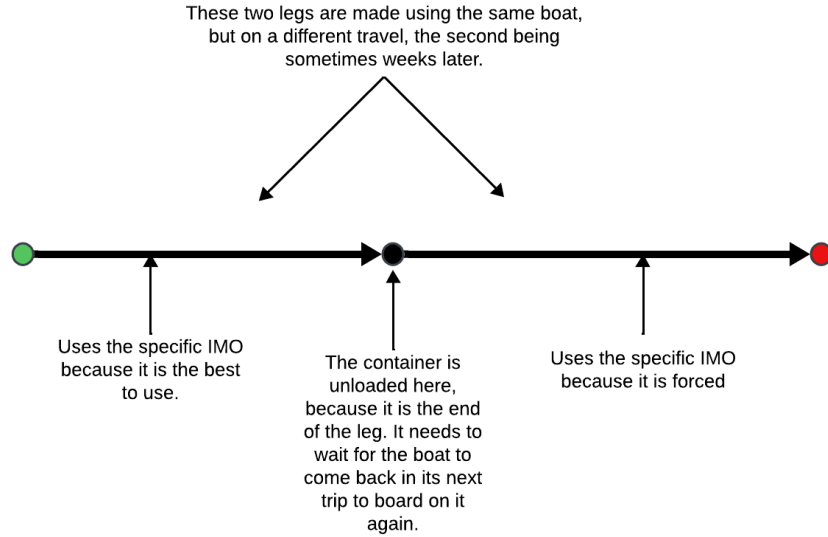 These two legs are made using the same boat,
but on a different travel, the second being
sometimes weeks later.
Uses the specific IMO
because it is the best
to use.
The container is
unloaded here,
because it is the end
of the leg. It needs to
wait for the boat to
come back in its next
trip to board on it
again.
Uses the specific IMO
because it is forced